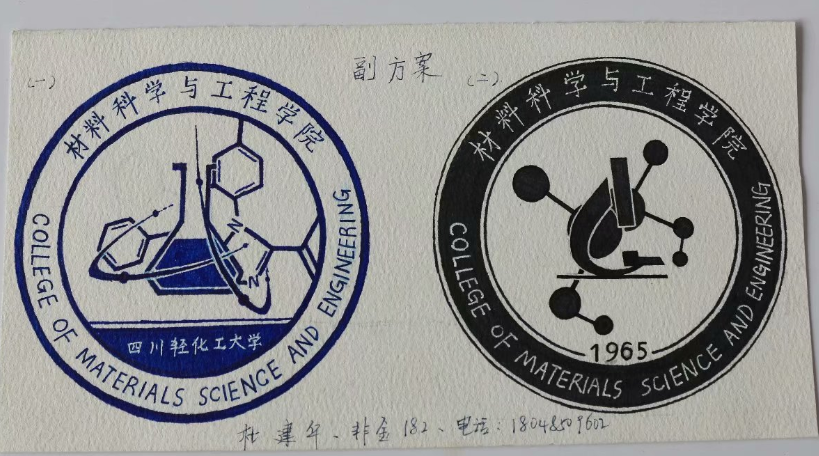 副方案
(一)
材料科学与工程学院
N
N
四川轻化工大学
COLLEGE OF MATERIALS SCIENCE AND ENGINEERING
(二)
材料科学与工程学院
1965
COLLEGE OF MATERIALS SCIENCE AND ENGINEERING
杜建华、非金182、电话:18048509602